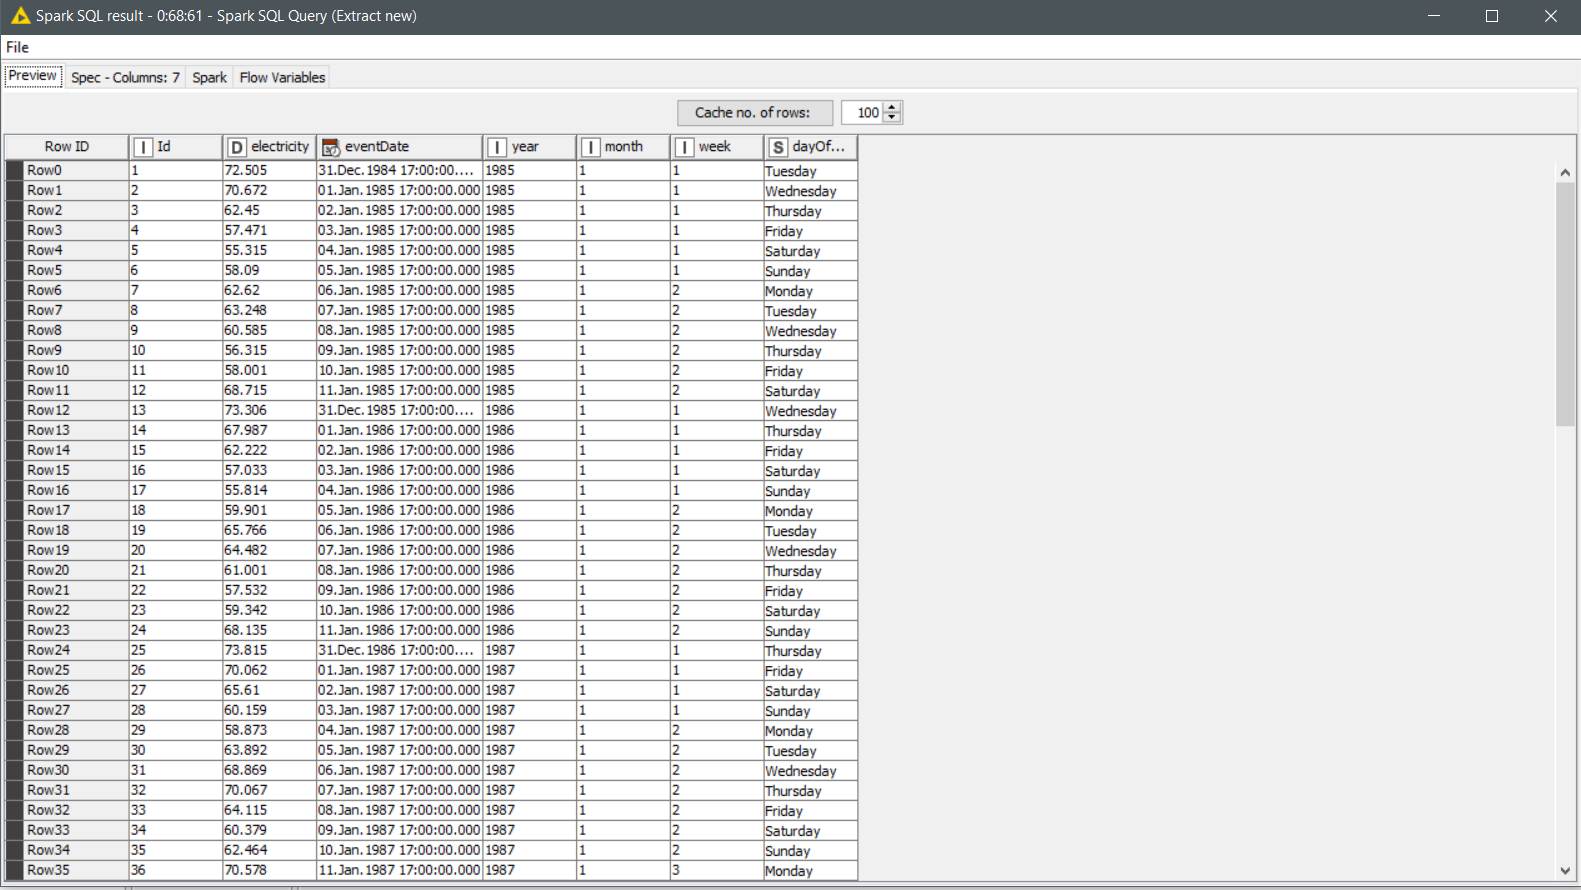 Spark SQL result - 0:68:61 - Spark SQL Query (Extract new)
File
Preview Spec - Columns: 7 Spark Flow Variables
Cache no. of rows: 100
Row ID I Id D electricity eventDate I year I month I week S dayOf...
Row0 1 72.505 31.Dec.1984 17:00:00.... 1985 1 1 Tuesday
Row1 2 70.672 01.Jan.1985 17:00:00.000 1985 1 1 Wednesday
Row2 3 62.45 02.Jan.1985 17:00:00.000 1985 1 1 Thursday
Row3 4 57.471 03.Jan.1985 17:00:00.000 1985 1 1 Friday
Row4 5 55.315 04.Jan.1985 17:00:00.000 1985 1 1 Saturday
Row5 6 58.09 05.Jan.1985 17:00:00.000 1985 1 1 Sunday
Row6 7 62.62 06.Jan.1985 17:00:00.000 1985 1 2 Monday
Row7 8 63.248 07.Jan.1985 17:00:00.000 1985 1 2 Tuesday
Row8 9 60.585 08.Jan.1985 17:00:00.000 1985 1 2 Wednesday
Row9 10 56.315 09.Jan.1985 17:00:00.000 1985 1 2 Thursday
Row10 11 58.001 10.Jan.1985 17:00:00.000 1985 1 2 Friday
Row11 12 68.715 11.Jan.1985 17:00:00.000 1985 1 2 Saturday
Row12 13 73.306 31.Dec.1985 17:00:00.... 1986 1 1 Wednesday
Row13 14 67.987 01.Jan.1986 17:00:00.000 1986 1 1 Thursday
Row14 15 62.222 02.Jan.1986 17:00:00.000 1986 1 1 Friday
Row15 16 57.033 03.Jan.1986 17:00:00.000 1986 1 1 Saturday
Row16 17 55.814 04.Jan.1986 17:00:00.000 1986 1 1 Sunday
Row17 18 59.901 05.Jan.1986 17:00:00.000 1986 1 2 Monday
Row18 19 65.766 06.Jan.1986 17:00:00.000 1986 1 2 Tuesday
Row19 20 64.482 07.Jan.1986 17:00:00.000 1986 1 2 Wednesday
Row20 21 61.001 08.Jan.1986 17:00:00.000 1986 1 2 Thursday
Row21 22 57.532 09.Jan.1986 17:00:00.000 1986 1 2 Friday
Row22 23 59.342 10.Jan.1986 17:00:00.000 1986 1 2 Saturday
Row23 24 68.135 11.Jan.1986 17:00:00.000 1986 1 2 Sunday
Row24 25 73.815 31.Dec.1986 17:00:00.... 1987 1 1 Thursday
Row25 26 70.062 01.Jan.1987 17:00:00.000 1987 1 1 Friday
Row26 27 65.61 02.Jan.1987 17:00:00.000 1987 1 1 Saturday
Row27 28 60.159 03.Jan.1987 17:00:00.000 1987 1 1 Sunday
Row28 29 58.873 04.Jan.1987 17:00:00.000 1987 1 2 Monday
Row29 30 63.892 05.Jan.1987 17:00:00.000 1987 1 2 Tuesday
Row30 31 68.869 06.Jan.1987 17:00:00.000 1987 1 2 Wednesday
Row31 32 70.067 07.Jan.1987 17:00:00.000 1987 1 2 Thursday
Row32 33 64.115 08.Jan.1987 17:00:00.000 1987 1 2 Friday
Row33 34 60.379 09.Jan.1987 17:00:00.000 1987 1 2 Saturday
Row34 35 62.464 10.Jan.1987 17:00:00.000 1987 1 2 Sunday
Row35 36 70.578 11.Jan.1987 17:00:00.000 1987 1 3 Monday